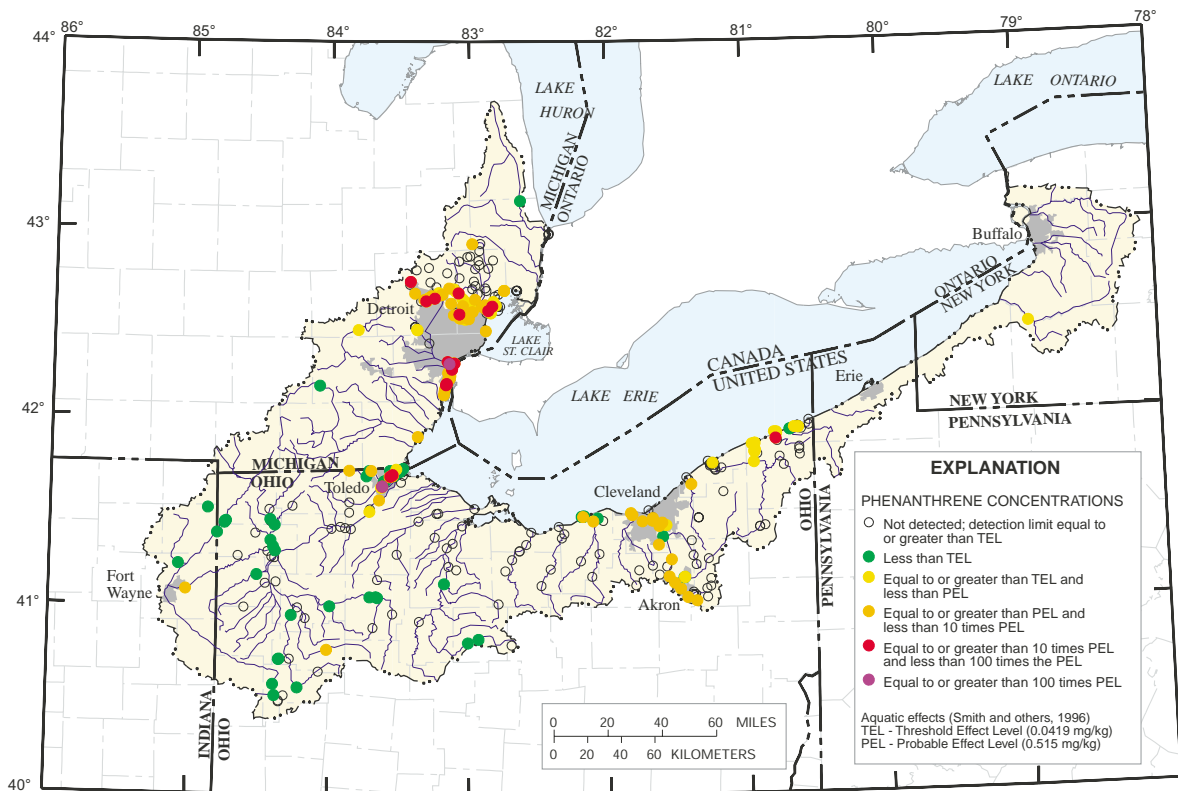 86°
85°
84°
83°
82°
81°
80°
79°
78°
44°
43°
42°
41°
40°
LAKE
HURON
LAKE ONTARIO
MICHIGAN
ONTARIO
Buffalo
ONTARIO
NEW YORK
Detroit
LAKE
ST. CLAIR
CANADA
UNITED STATES
LAKE ERIE
Erie
NEW YORK
PENNSYLVANIA
MICHIGAN
OHIO
Toledo
Cleveland
OHIO
PENNSYLVANIA
Fort
Wayne
Akron
INDIANA
OHIO
0 20 40 60 MILES
0 20 40 60 KILOMETERS
EXPLANATION
PHENANTHRENE CONCENTRATIONS
Not detected; detection limit equal to
or greater than TEL
Less than TEL
Equal to or greater than TEL and
less than PEL
Equal to or greater than PEL and
less than 10 times PEL
Equal to or greater than 10 times PEL
and less than 100 times the PEL
Equal to or greater than 100 times PEL
Aquatic effects (Smith and others, 1996)
TEL - Threshold Effect Level (0.0419 mg/kg)
PEL - Probable Effect Level (0.515 mg/kg)